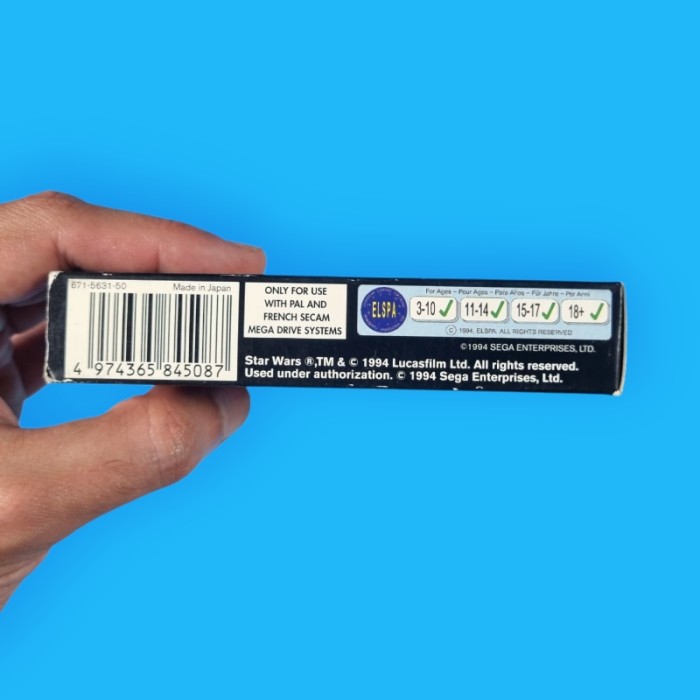 671-5631-50 Made in Japan
4 974365 845087
ONLY FOR USE
WITH PAL AND
FRENCH SECAM
MEGA DRIVE SYSTEMS
For Ages - Pour Ages - Para Años - Für Jahre - Per Anni
ELSPA
3-10 11-14 15-17 18+
© 1994, ELSPA. ALL RIGHTS RESERVED
©1994 SEGA ENTERPRISES, LTD.
Star Wars ®,TM & © 1994 Lucasfilm Ltd. All rights reserved.
Used under authorization. © 1994 Sega Enterprises, Ltd.